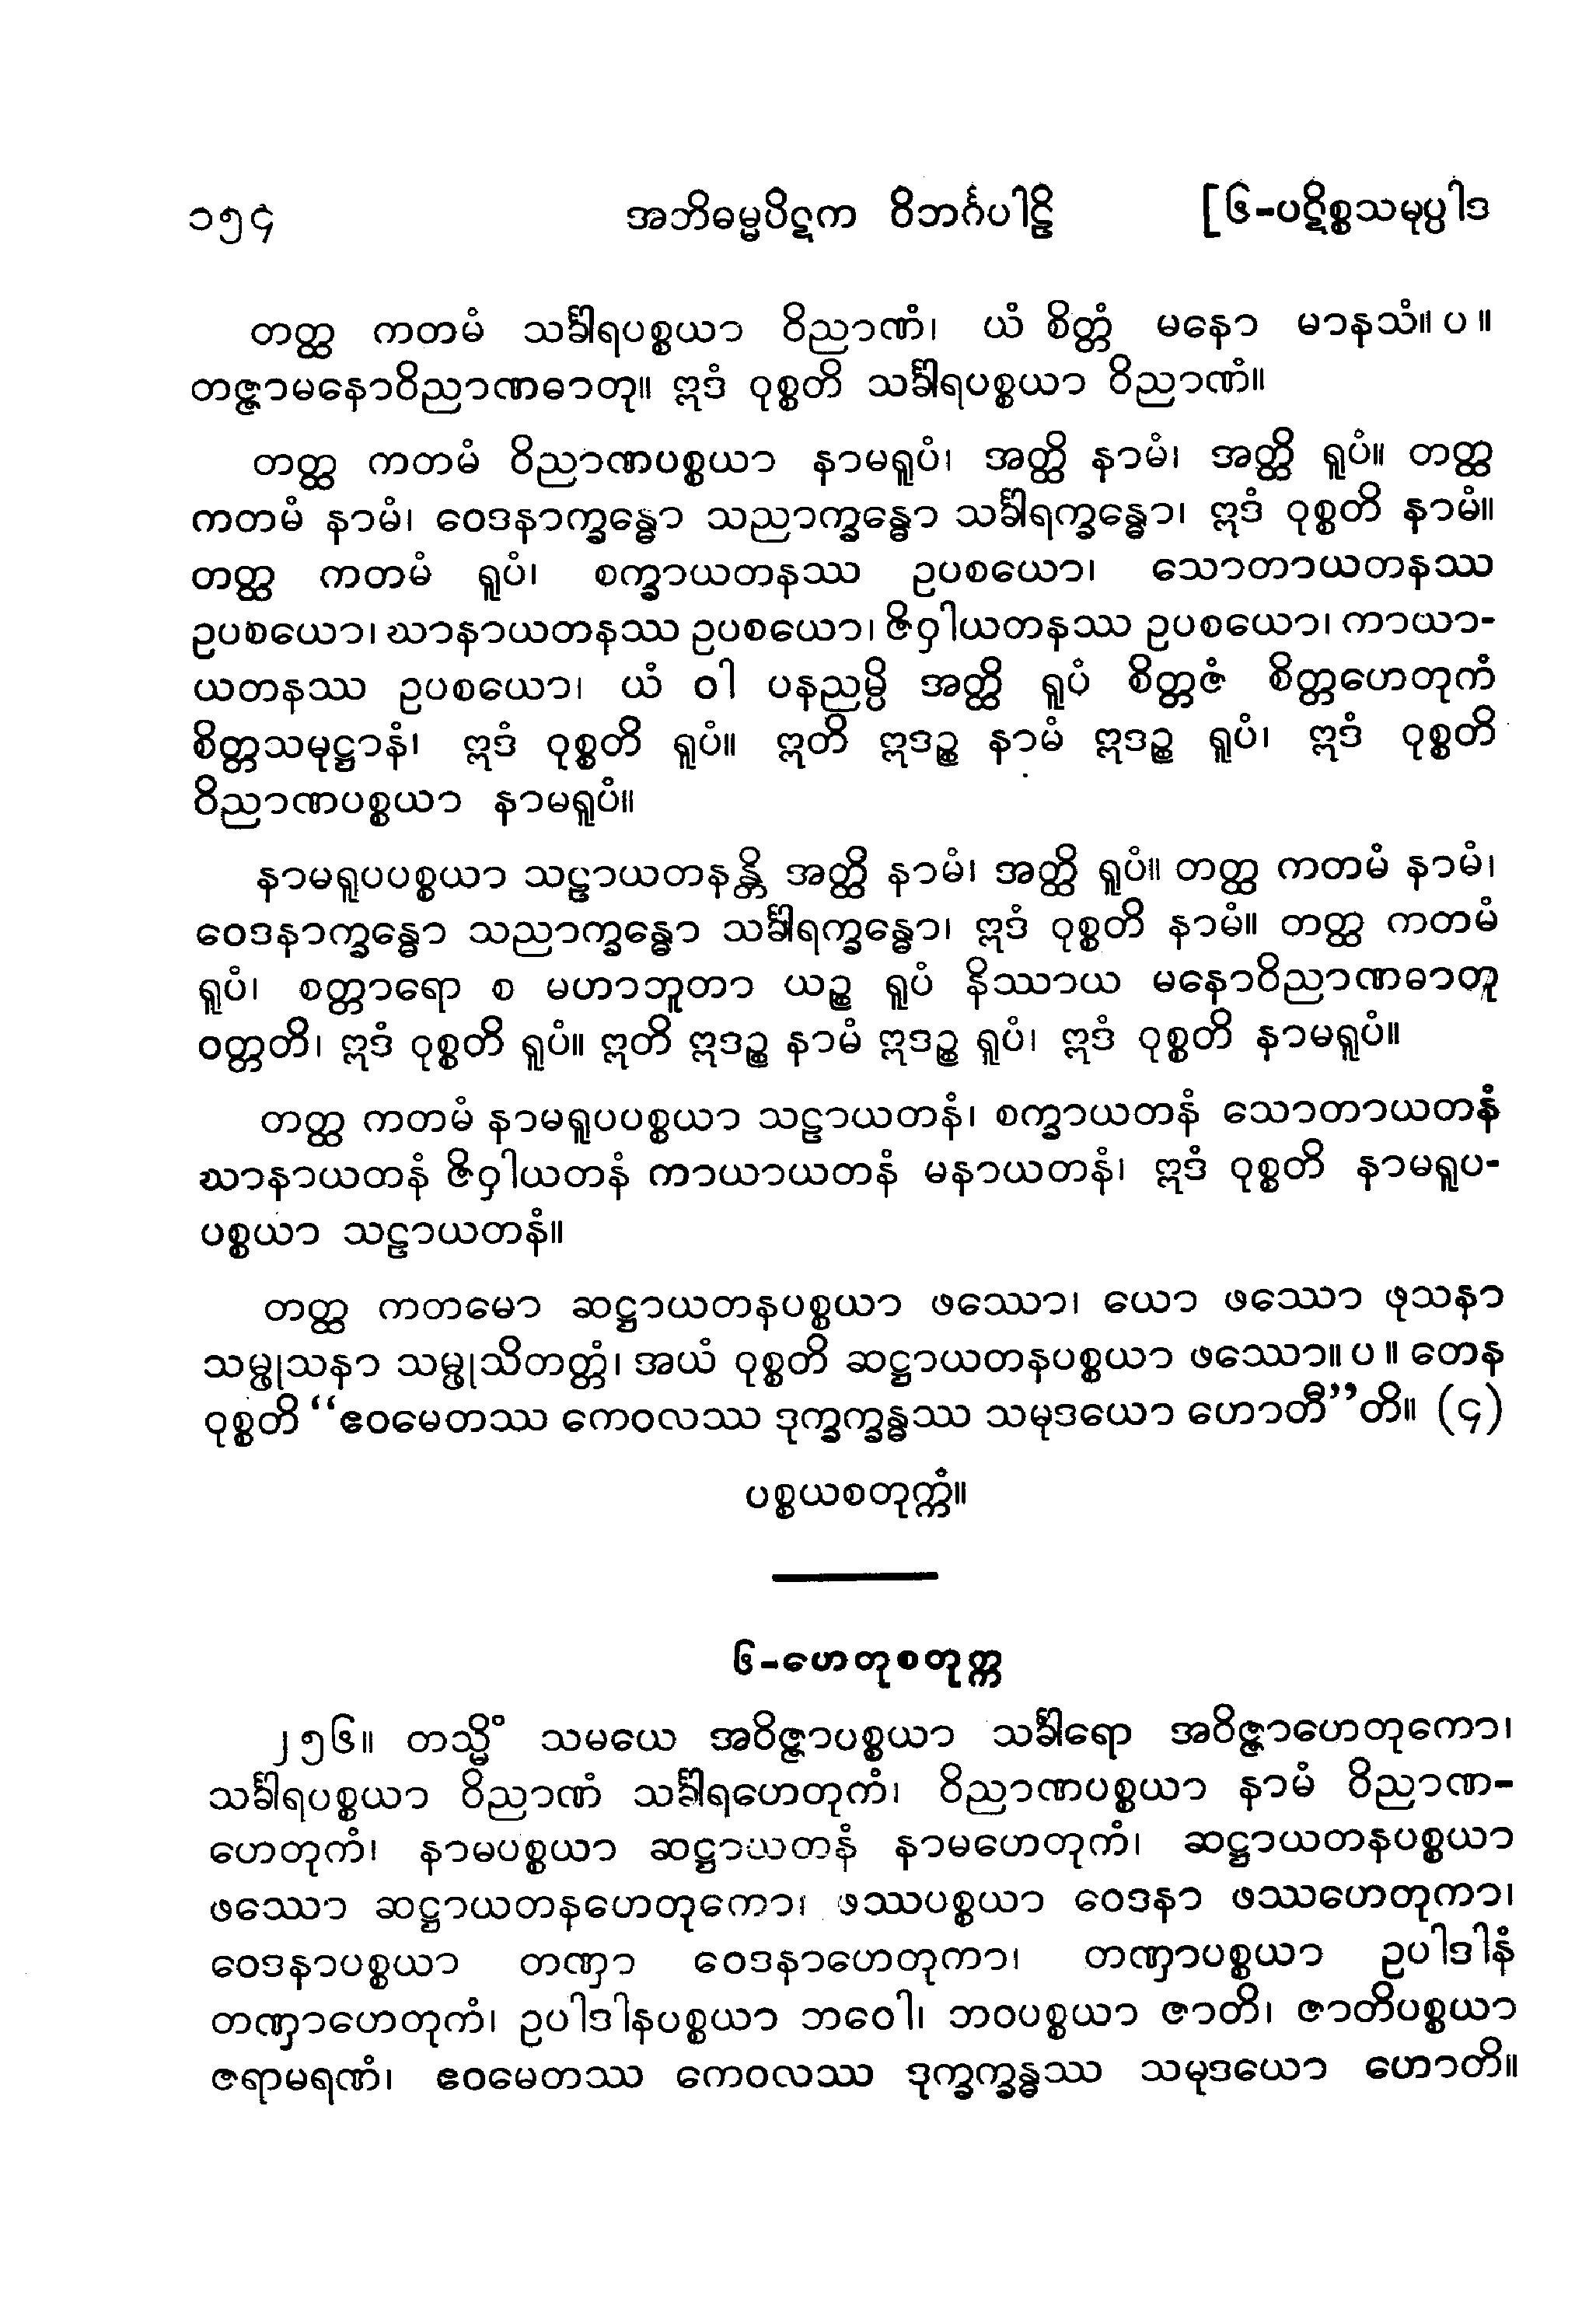 ၁၅၄ အဘိဓမ္မပိဋက ဝိဘင်္ဂပါဠိ [၆-ပဋိစ္စသမုပ္ပါဒ
တတ္ထ ကတမံ သင်္ခါရပစ္စယာ ဝိညာဏံ၊ ယံ စိတ္တံ မနော မာနသံ။ ပ ။
တဇ္ဇာမနောဝိညာဏဓာတု။ ဣဒံ ဝုစ္စတိ သင်္ခါရပစ္စယာ ဝိညာဏံ။
တတ္ထ ကတမံ ဝိညာဏပစ္စယာ နာမရူပံ၊ အတ္ထိ နာမံ၊ အတ္ထိ ရူပံ။ တတ္ထ
ကတမံ နာမံ၊ ဝေဒနာက္ခန္ဓော သညာက္ခန္ဓော သင်္ခါရက္ခန္ဓော၊ ဣဒံ ဝုစ္စတိ နာမံ။
တတ္ထ ကတမံ ရူပံ၊ စက္ခာယတနဿ ဥပစယော၊ သောတာယတနဿ
ဥပစယော၊ ဃာနာယတနဿ ဥပစယော၊ ဇိဝှါယတနဿ ဥပစယော၊ ကာယာ-
ယတနဿ ဥပစယော၊ ယံ ဝါ ပနညမ္ပိ အတ္ထိ ရူပံ စိတ္တဇံ စိတ္တဟေတုကံ
စိတ္တသမုဋ္ဌာနံ၊ ဣဒံ ဝုစ္စတိ ရူပံ။ ဣတိ ဣဒဉ္စ နာမံ ဣဒဉ္စ ရူပံ၊ ဣဒံ ဝုစ္စတိ
ဝိညာဏပစ္စယာ နာမရူပံ။
နာမရူပပစ္စယာ သဠာယတနန္တိ အတ္ထိ နာမံ၊ အတ္ထိ ရူပံ။ တတ္ထ ကတမံ နာမံ၊
ဝေဒနာက္ခန္ဓော သညာက္ခန္ဓော သင်္ခါရက္ခန္ဓော၊ ဣဒံ ဝုစ္စတိ နာမံ။ တတ္ထ ကတမံ
ရူပံ၊ စတ္တာရော စ မဟာဘူတာ ယဉ္စ ရူပံ နိဿာယ မနောဝိညာဏဓာတု
ဝတ္တတိ၊ ဣဒံ ဝုစ္စတိ ရူပံ။ ဣတိ ဣဒဉ္စ နာမံ ဣဒဉ္စ ရူပံ၊ ဣဒံ ဝုစ္စတိ နာမရူပံ။
တတ္ထ ကတမံ နာမရူပပစ္စယာ သဠာယတနံ၊ စက္ခာယတနံ သောတာယတနံ
ဃာနာယတနံ ဇိဝှါယတနံ ကာယာယတနံ မနာယတနံ၊ ဣဒံ ဝုစ္စတိ နာမရူပ-
ပစ္စယာ သဠာယတနံ။
တတ္ထ ကတမော ဆဋ္ဌာယတနပစ္စယာ ဖဿော၊ ယော ဖဿော ဖုသနာ
သမ္ဖုသနာ သမ္ဖုသိတတ္တံ၊ အယံ ဝုစ္စတိ ဆဋ္ဌာယတနပစ္စယာ ဖဿော။ ပ ။ တေန
ဝုစ္စတိ “ဧဝမေတဿ ကေဝလဿ ဒုက္ခက္ခန္ဓဿ သမုဒယော ဟောတီ”တိ။ (၄)
ပစ္စယစတုက္ကံ။
၆-ဟေတုစတုက္က
၂၅၆။ တသ္မိံ သမယေ အဝိဇ္ဇာပစ္စယာ သင်္ခါရော အဝိဇ္ဇာဟေတုကော၊
သင်္ခါရပစ္စယာ ဝိညာဏံ သင်္ခါရဟေတုကံ၊ ဝိညာဏပစ္စယာ နာမံ ဝိညာဏ-
ဟေတုကံ၊ နာမပစ္စယာ ဆဋ္ဌာယတနံ နာမဟေတုကံ၊ ဆဋ္ဌာယတနပစ္စယာ
ဖဿော ဆဋ္ဌာယတနဟေတုကော၊ ဖဿပစ္စယာ ဝေဒနာ ဖဿဟေတုကာ၊
ဝေဒနာပစ္စယာ တဏှာ ဝေဒနာဟေတုကာ၊ တဏှာပစ္စယာ ဥပါဒါနံ
တဏှာဟေတုကံ၊ ဥပါဒါနပစ္စယာ ဘဝေါ၊ ဘဝပစ္စယာ ဇာတိ၊ ဇာတိပစ္စယာ
ဇရာမရဏံ၊ ဧဝမေတဿ ကေဝလဿ ဒုက္ခက္ခန္ဓဿ သမုဒယော ဟောတိ။